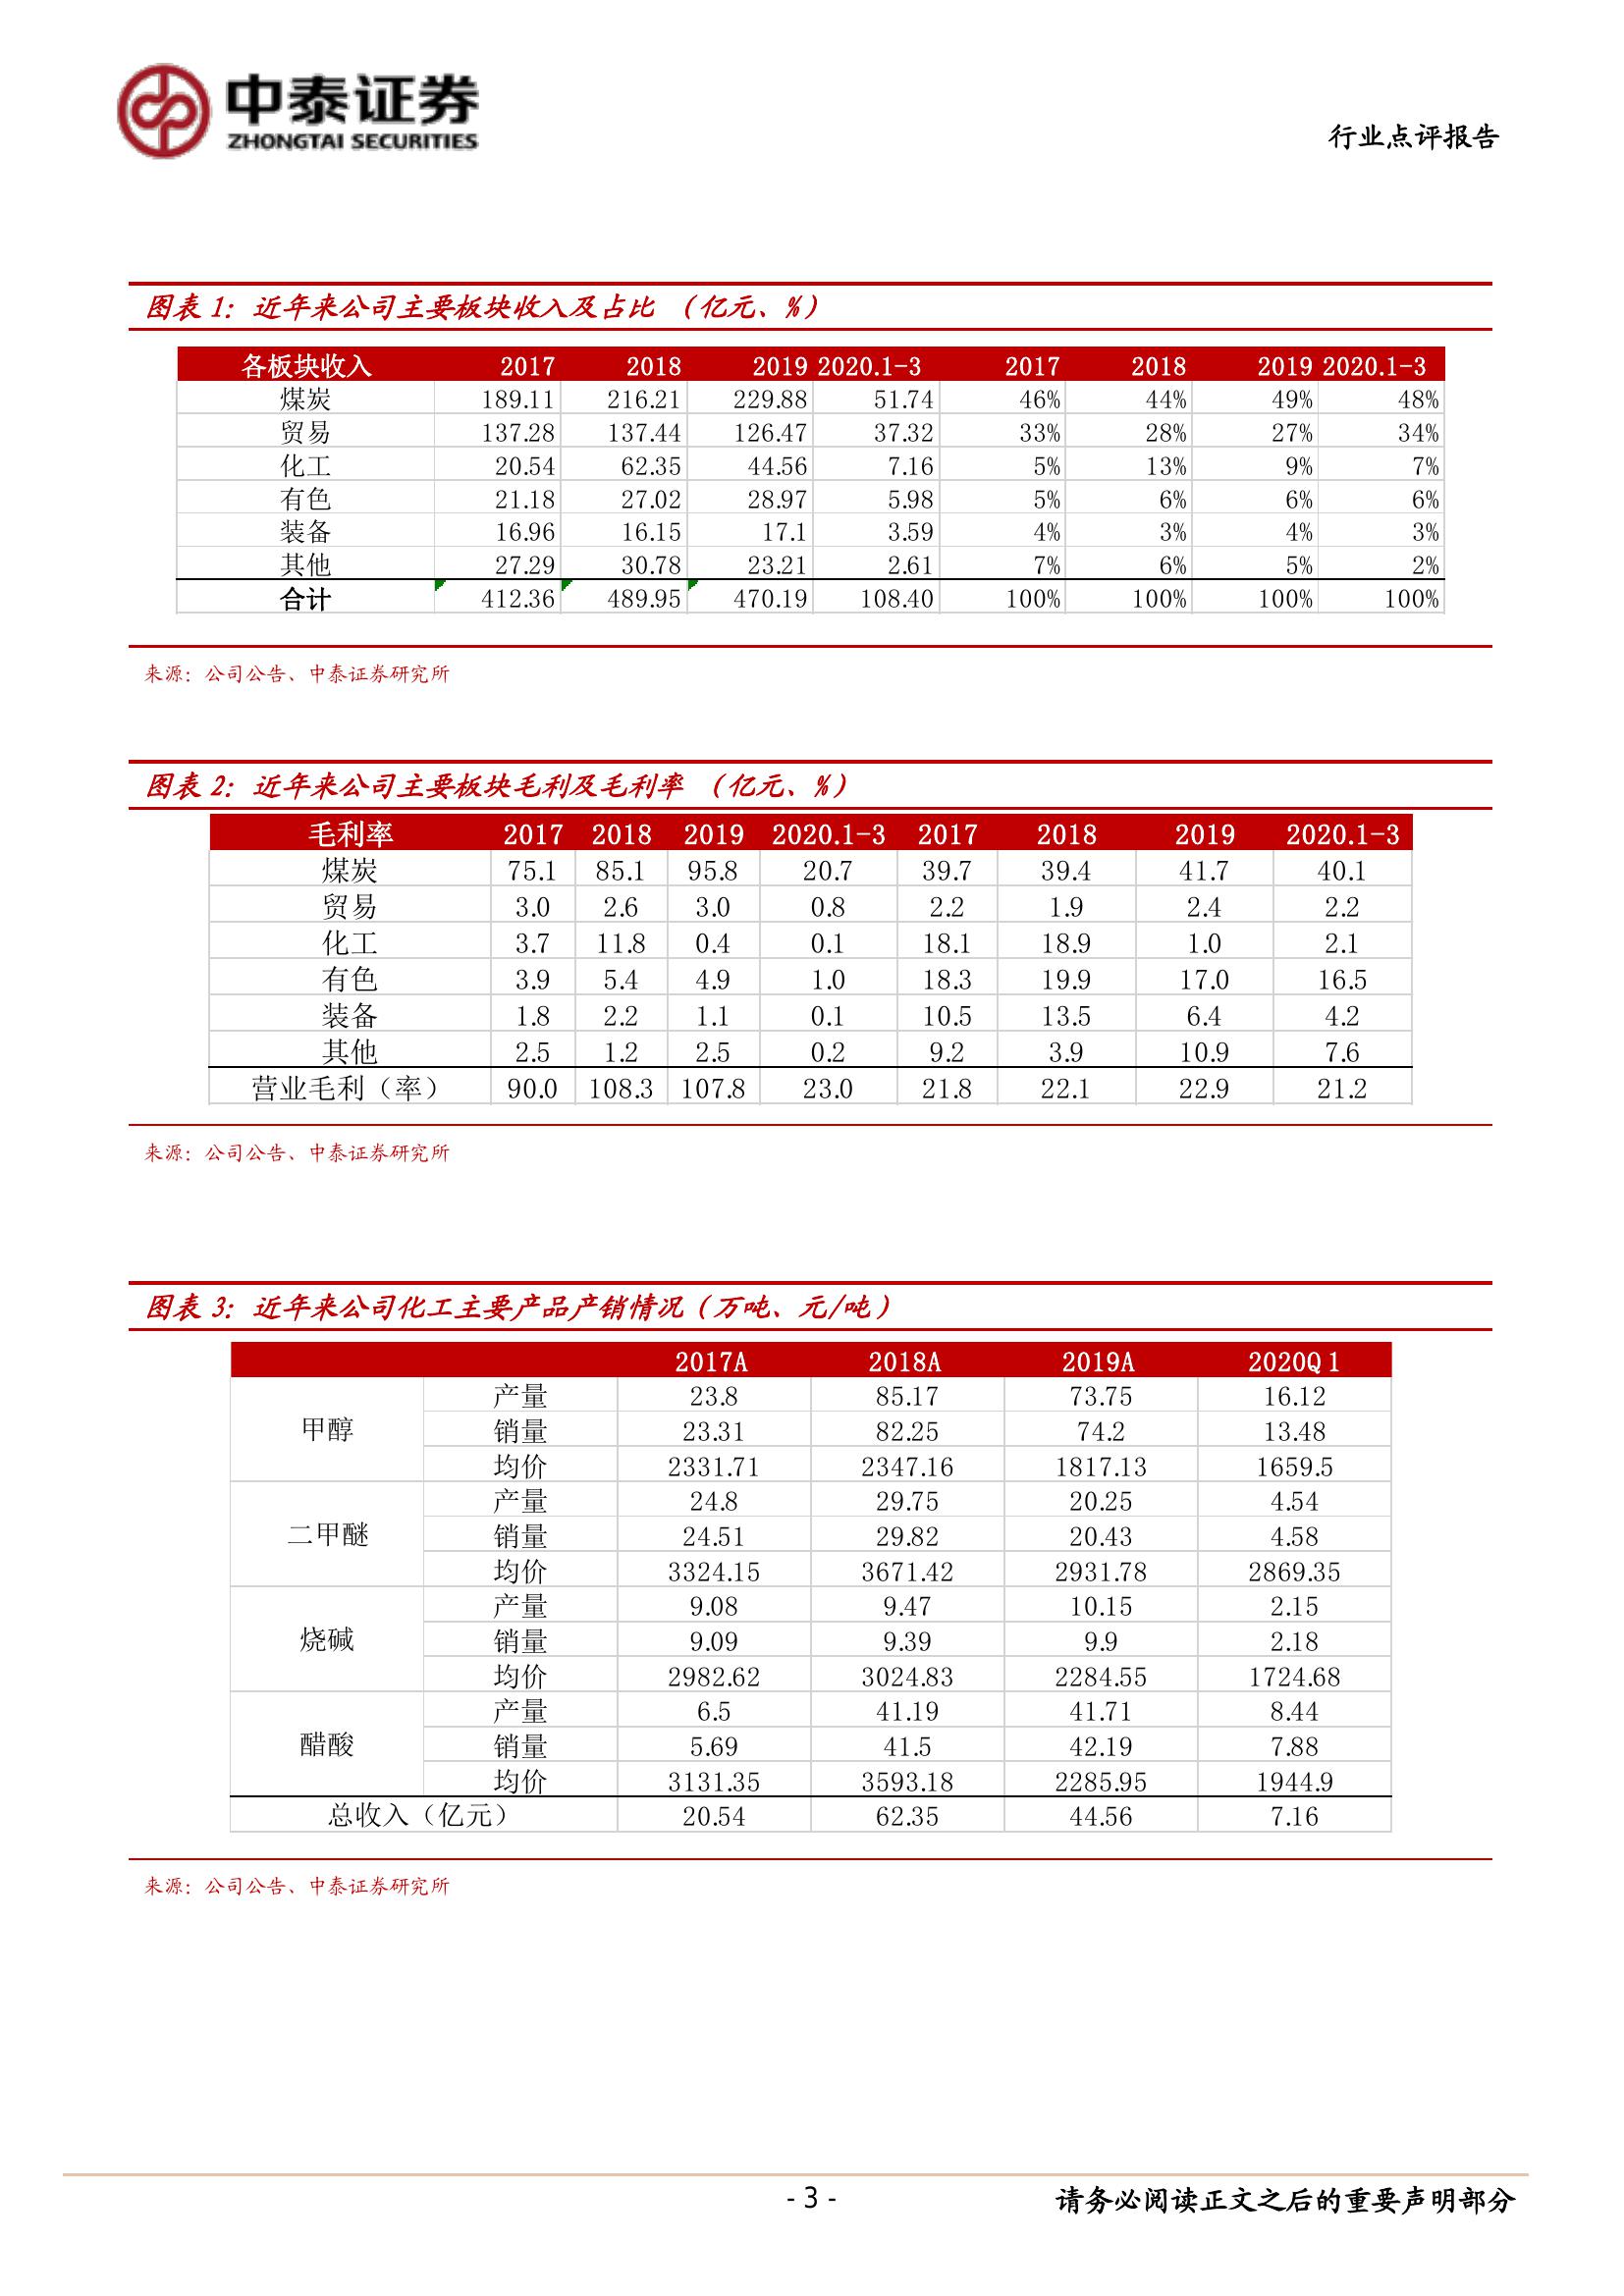 中泰证券
ZHONGTAI SECURITIES
行业点评报告
图表 1：近年来公司主要板块收入及占比 （亿元、%）
各板块收入 2017 2018 2019 2020.1-3 2017 2018 2019 2020.1-3
煤炭 189.11 216.21 229.88 51.74 46% 44% 49% 48%
贸易 137.28 137.44 126.47 37.32 33% 28% 27% 34%
化工 20.54 62.35 44.56 7.16 5% 13% 9% 7%
有色 21.18 27.02 28.97 5.98 5% 6% 6% 6%
装备 16.96 16.15 17.1 3.59 4% 3% 4% 3%
其他 27.29 30.78 23.21 2.61 7% 6% 5% 2%
合计 412.36 489.95 470.19 108.40 100% 100% 100% 100%
来源：公司公告、中泰证券研究所
图表 2：近年来公司主要板块毛利及毛利率 （亿元、%）
毛利率 2017 2018 2019 2020.1-3 2017 2018 2019 2020.1-3
煤炭 75.1 85.1 95.8 20.7 39.7 39.4 41.7 40.1
贸易 3.0 2.6 3.0 0.8 2.2 1.9 2.4 2.2
化工 3.7 11.8 0.4 0.1 18.1 18.9 1.0 2.1
有色 3.9 5.4 4.9 1.0 18.3 19.9 17.0 16.5
装备 1.8 2.2 1.1 0.1 10.5 13.5 6.4 4.2
其他 2.5 1.2 2.5 0.2 9.2 3.9 10.9 7.6
营业毛利（率） 90.0 108.3 107.8 23.0 21.8 22.1 22.9 21.2
来源：公司公告、中泰证券研究所
图表 3：近年来公司化工主要产品产销情况（万吨、元/吨）
2017A 2018A 2019A 2020Q1
甲醇 产量 23.8 85.17 73.75 16.12
销量 23.31 82.25 74.2 13.48
均价 2331.71 2347.16 1817.13 1659.5
二甲醚 产量 24.8 29.75 20.25 4.54
销量 24.51 29.82 20.43 4.58
均价 3324.15 3671.42 2931.78 2869.35
烧碱 产量 9.08 9.47 10.15 2.15
销量 9.09 9.39 9.9 2.18
均价 2982.62 3024.83 2284.55 1724.68
醋酸 产量 6.5 41.19 41.71 8.44
销量 5.69 41.5 42.19 7.88
均价 3131.35 3593.18 2285.95 1944.9
总收入（亿元） 20.54 62.35 44.56 7.16
来源：公司公告、中泰证券研究所
- 3 -
请务必阅读正文之后的重要声明部分